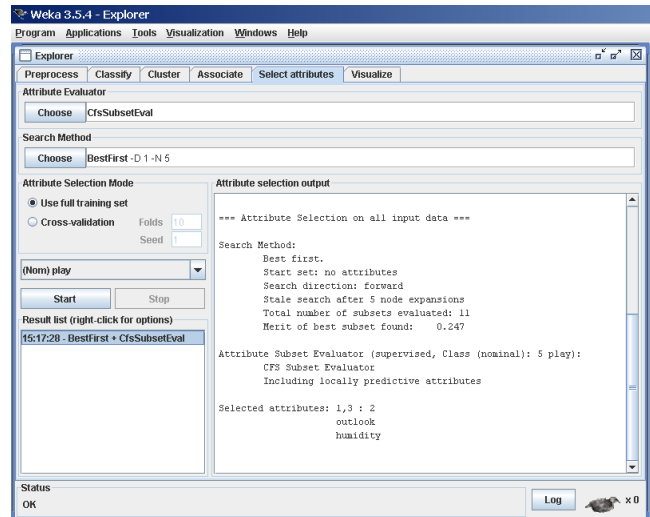 Weka 3.5.4 - Explorer
Program Applications Tools Visualization Windows Help
Explorer
Preprocess Classify Cluster Associate Select attributes Visualize
Attribute Evaluator
Choose CfsSubsetEval
Search Method
Choose BestFirst -D 1 -N 5
Attribute Selection Mode
Use full training set
Cross-validation Folds 10
Seed 1
(Nom) play
Start Stop
Result list (right-click for options)
15:17:28 - BestFirst + CfsSubsetEval
Attribute selection output
=== Attribute Selection on all input data ===
Search Method:
Best first.
Start set: no attributes
Search direction: forward
Stale search after 5 node expansions
Total number of subsets evaluated: 11
Merit of best subset found: 0.247
Attribute Subset Evaluator (supervised, Class (nominal): 5 play):
CFS Subset Evaluator
Including locally predictive attributes
Selected attributes: 1,3 : 2
outlook
humidity
Status
OK
Log x 0